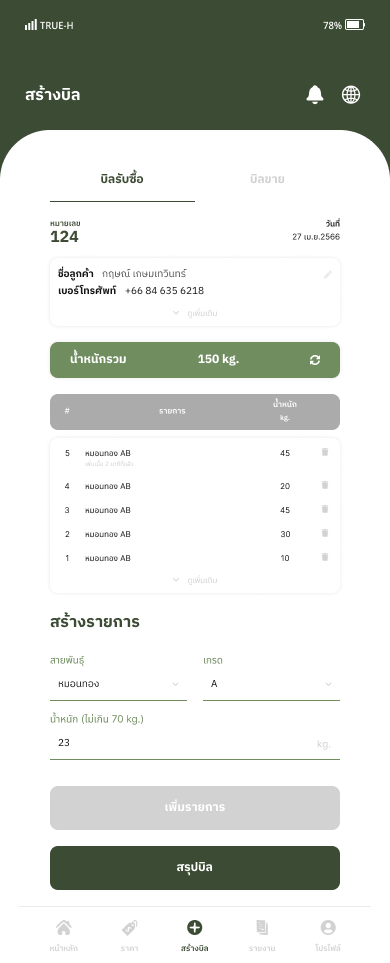 TRUE-H 78%
สร้างบิล
บิลรับซื้อ บิลขาย
หมายเลข วันที่
124 27 เม.ย.2566
ชื่อลูกค้า กฤษณ์ เกษมเทวินทร์
เบอร์โทรศัพท์ +66 84 635 6218
ดูเพิ่มเติม
น้ำหนักรวม 150 kg.
# รายการ น้ำหนัก
kg.
5 หมอนทอง AB 45
4 หมอนทอง AB 20
3 หมอนทอง AB 45
2 หมอนทอง AB 30
1 หมอนทอง AB 10
ดูเพิ่มเติม
สร้างรายการ
สายพันธุ์ เกรด
หมอนทอง A
น้ำหนัก (ไม่เกิน 70 kg.)
23 kg.
เพิ่มรายการ
สรุปบิล
หน้าหลัก ราคา สร้างบิล รายงาน โปรไฟล์